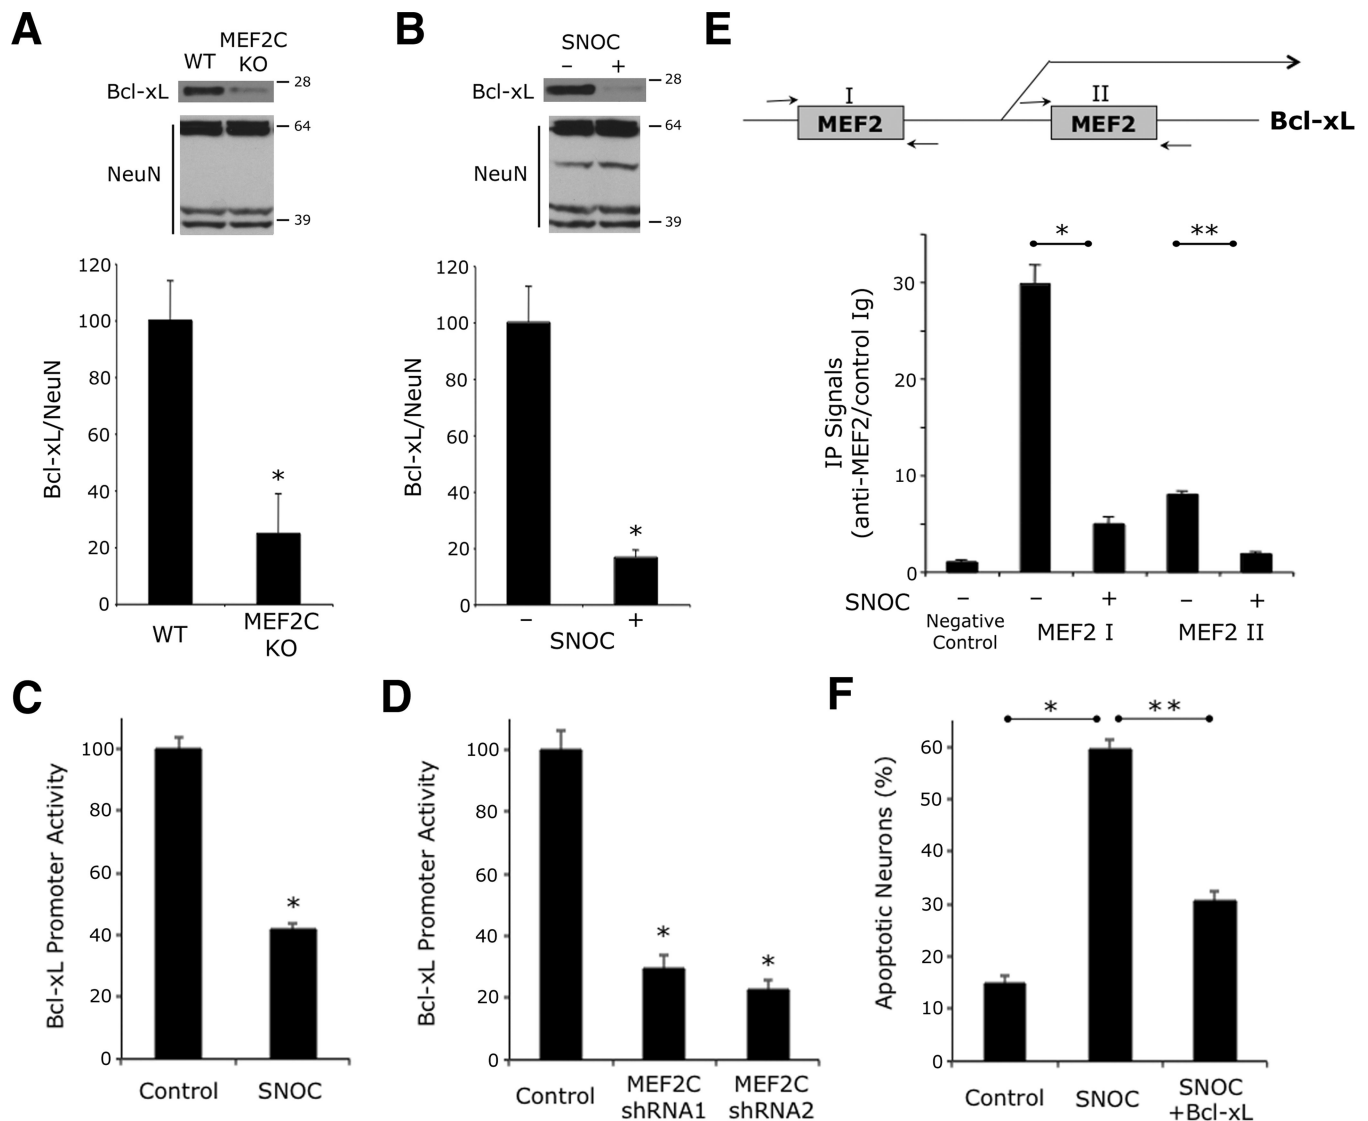 A
WT
MEF2C
KO
Bcl-xL
28
64
NeuN
39
120
100
80
60
40
20
0
Bcl-xL/NeuN
*
WT
MEF2C
KO
B
SNOC
– +
Bcl-xL
28
64
NeuN
39
120
100
80
60
40
20
0
Bcl-xL/NeuN
*
– +
SNOC
E
I
II
MEF2
MEF2
Bcl-xL
* **
30
20
10
0
IP Signals
(anti-MEF2/control Ig)
SNOC – – + – +
Negative
Control
MEF2 I
MEF2 II
C
100
80
60
40
20
0
Bcl-xL Promoter Activity
*
Control
SNOC
D
100
80
60
40
20
0
Bcl-xL Promoter Activity
*
*
Control
MEF2C
shRNA1
MEF2C
shRNA2
F
* **
60
50
40
30
20
10
0
Apoptotic Neurons (%)
Control
SNOC
SNOC
+Bcl-xL